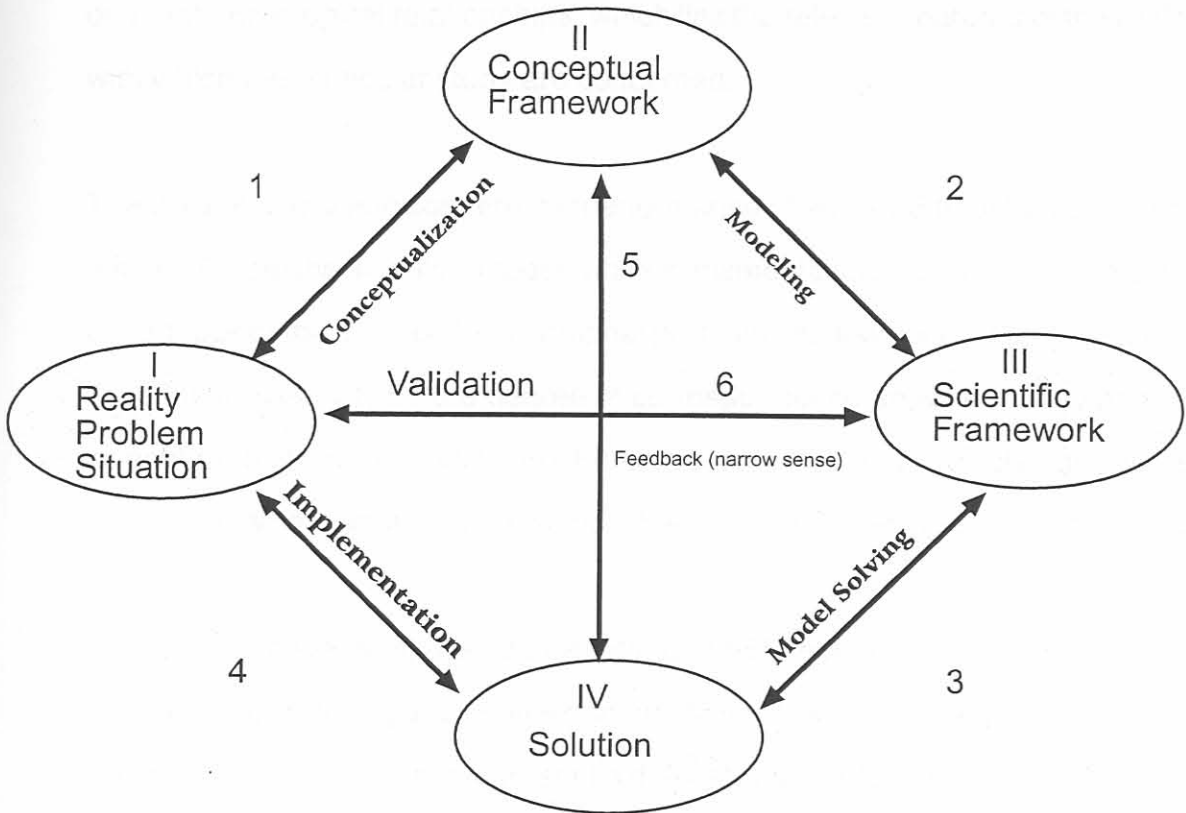 II
Conceptual
Framework
1
2
Conceptualization
Modeling
5
I
Reality
Problem
Situation
Validation
6
III
Scientific
Framework
Feedback (narrow sense)
Implementation
Model Solving
4
3
IV
Solution